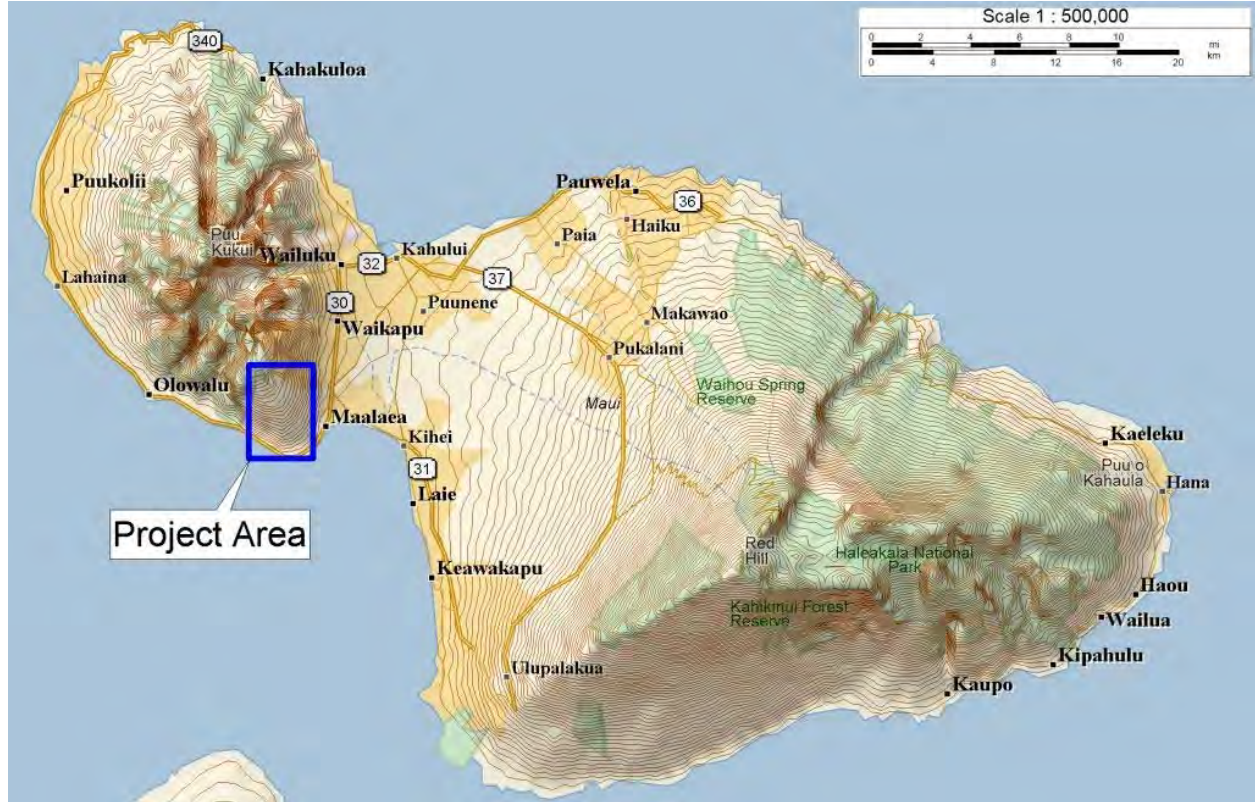 Scale 1 : 500,000
0 2 4 6 8 10 mi
0 4 8 12 16 20 km
340
Kahakuloa
Puukolii
Pauwela
36
Haiku
Paia
Puu
Kukui
Wailuku
32
Kahului
37
Lahaina
30
Puunene
Waikapu
Makawao
Pukalani
Waihou Spring
Reserve
Olowalu
Maui
Maalaea
Kihei
Kaeleku
31
Puu o
Kahaula
Hana
Laie
Project Area
Red
Hill
Haleakala National
Park
Keawakapu
Haou
Kahikmui Forest
Reserve
Wailua
Kipahulu
Ulupalakua
Kaupo